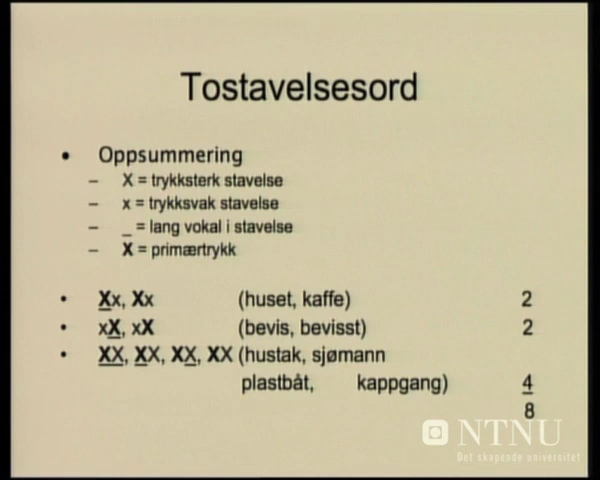 Tostavelsesord
• Oppsummering
– X = trykksterk stavelse
– x = trykksvak stavelse
– _ = lang vokal i stavelse
– X = primærtrykk
• Xx, Xx (huset, kaffe) 2
• xX, xX (bevis, bevisst) 2
• XX, XX, XX, XX (hustak, sjømann
plastbåt, kappgang) 4
8
NTNU
Det skapende universitet